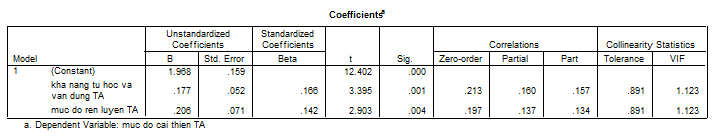 Coefficientsª
Unstandardized Coefficients Standardized Coefficients Correlations Collinearity Statistics
Model B Std. Error Beta t Sig. Zero-order Partial Part Tolerance VIF
1 (Constant) 1.968 .159 12.402 .000
kha nang tu hoc va van dung TA .177 .052 .166 3.395 .001 .213 .160 .157 .891 1.123
muc do ren luyen TA .206 .071 .142 2.903 .004 .197 .137 .134 .891 1.123
a. Dependent Variable: muc do cai thien TA